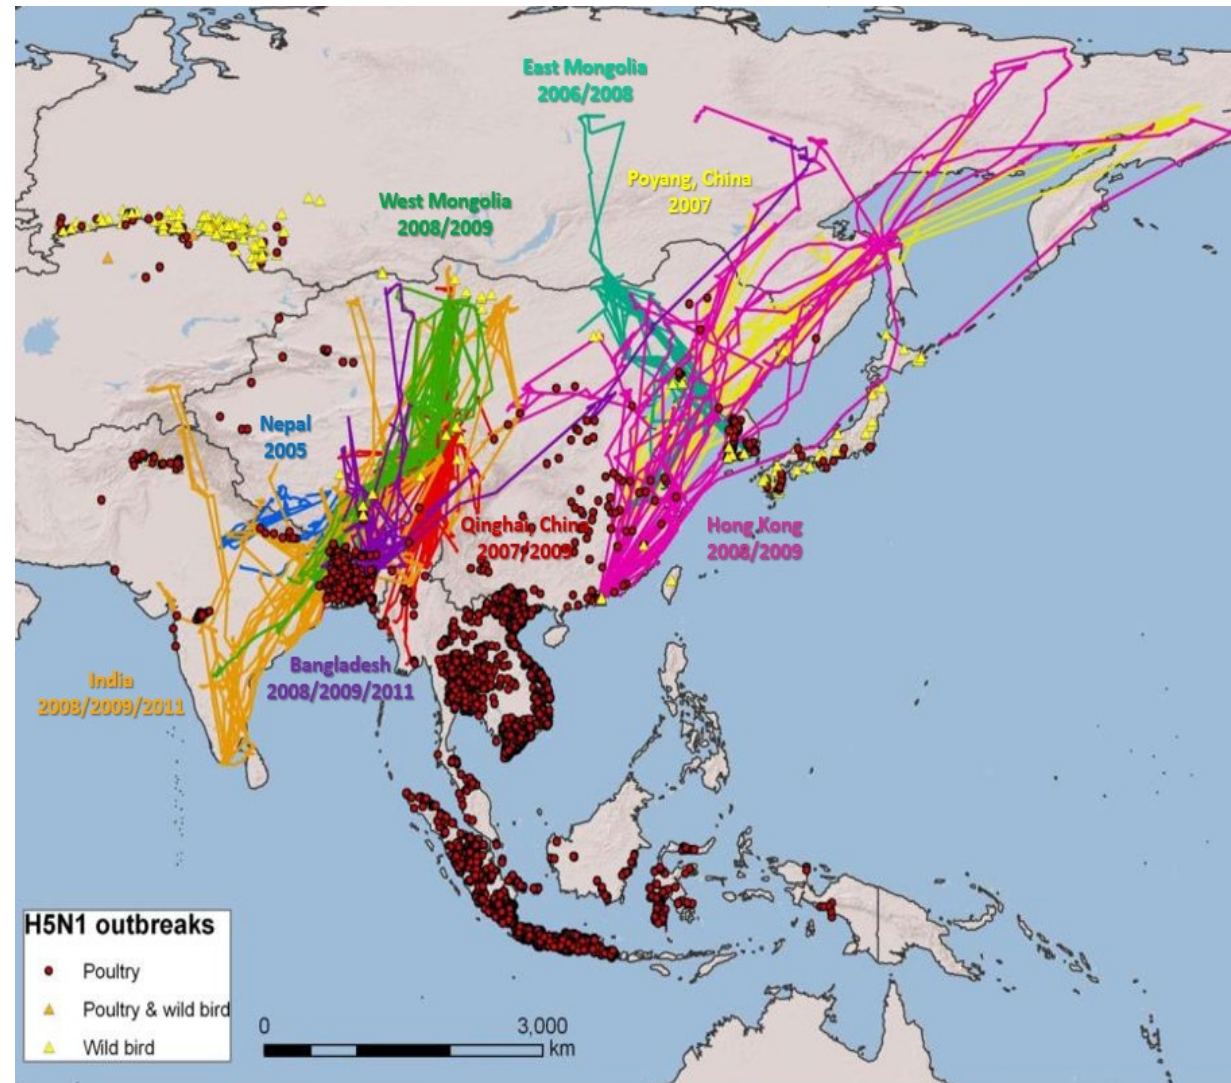 East Mongolia
2006/2008
Poyang, China
2007
West Mongolia
2008/2009
Nepal
2005
Qinghai, China
2007/2009
Hong Kong
2008/2009
Bangladesh
2008/2009/2011
India
2008/2009/2011
H5N1 outbreaks
Poultry
Poultry & wild bird
Wild bird
0 3,000
km